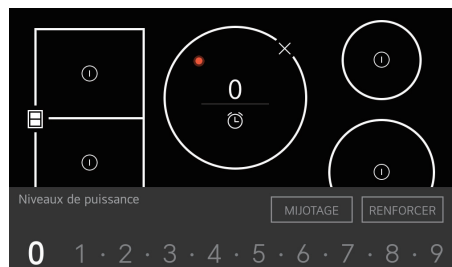 0
Niveaux de puissance
MIJOTAGE RENFORCER
0 1 · 2 · 3 · 4 · 5 · 6 · 7 · 8 · 9